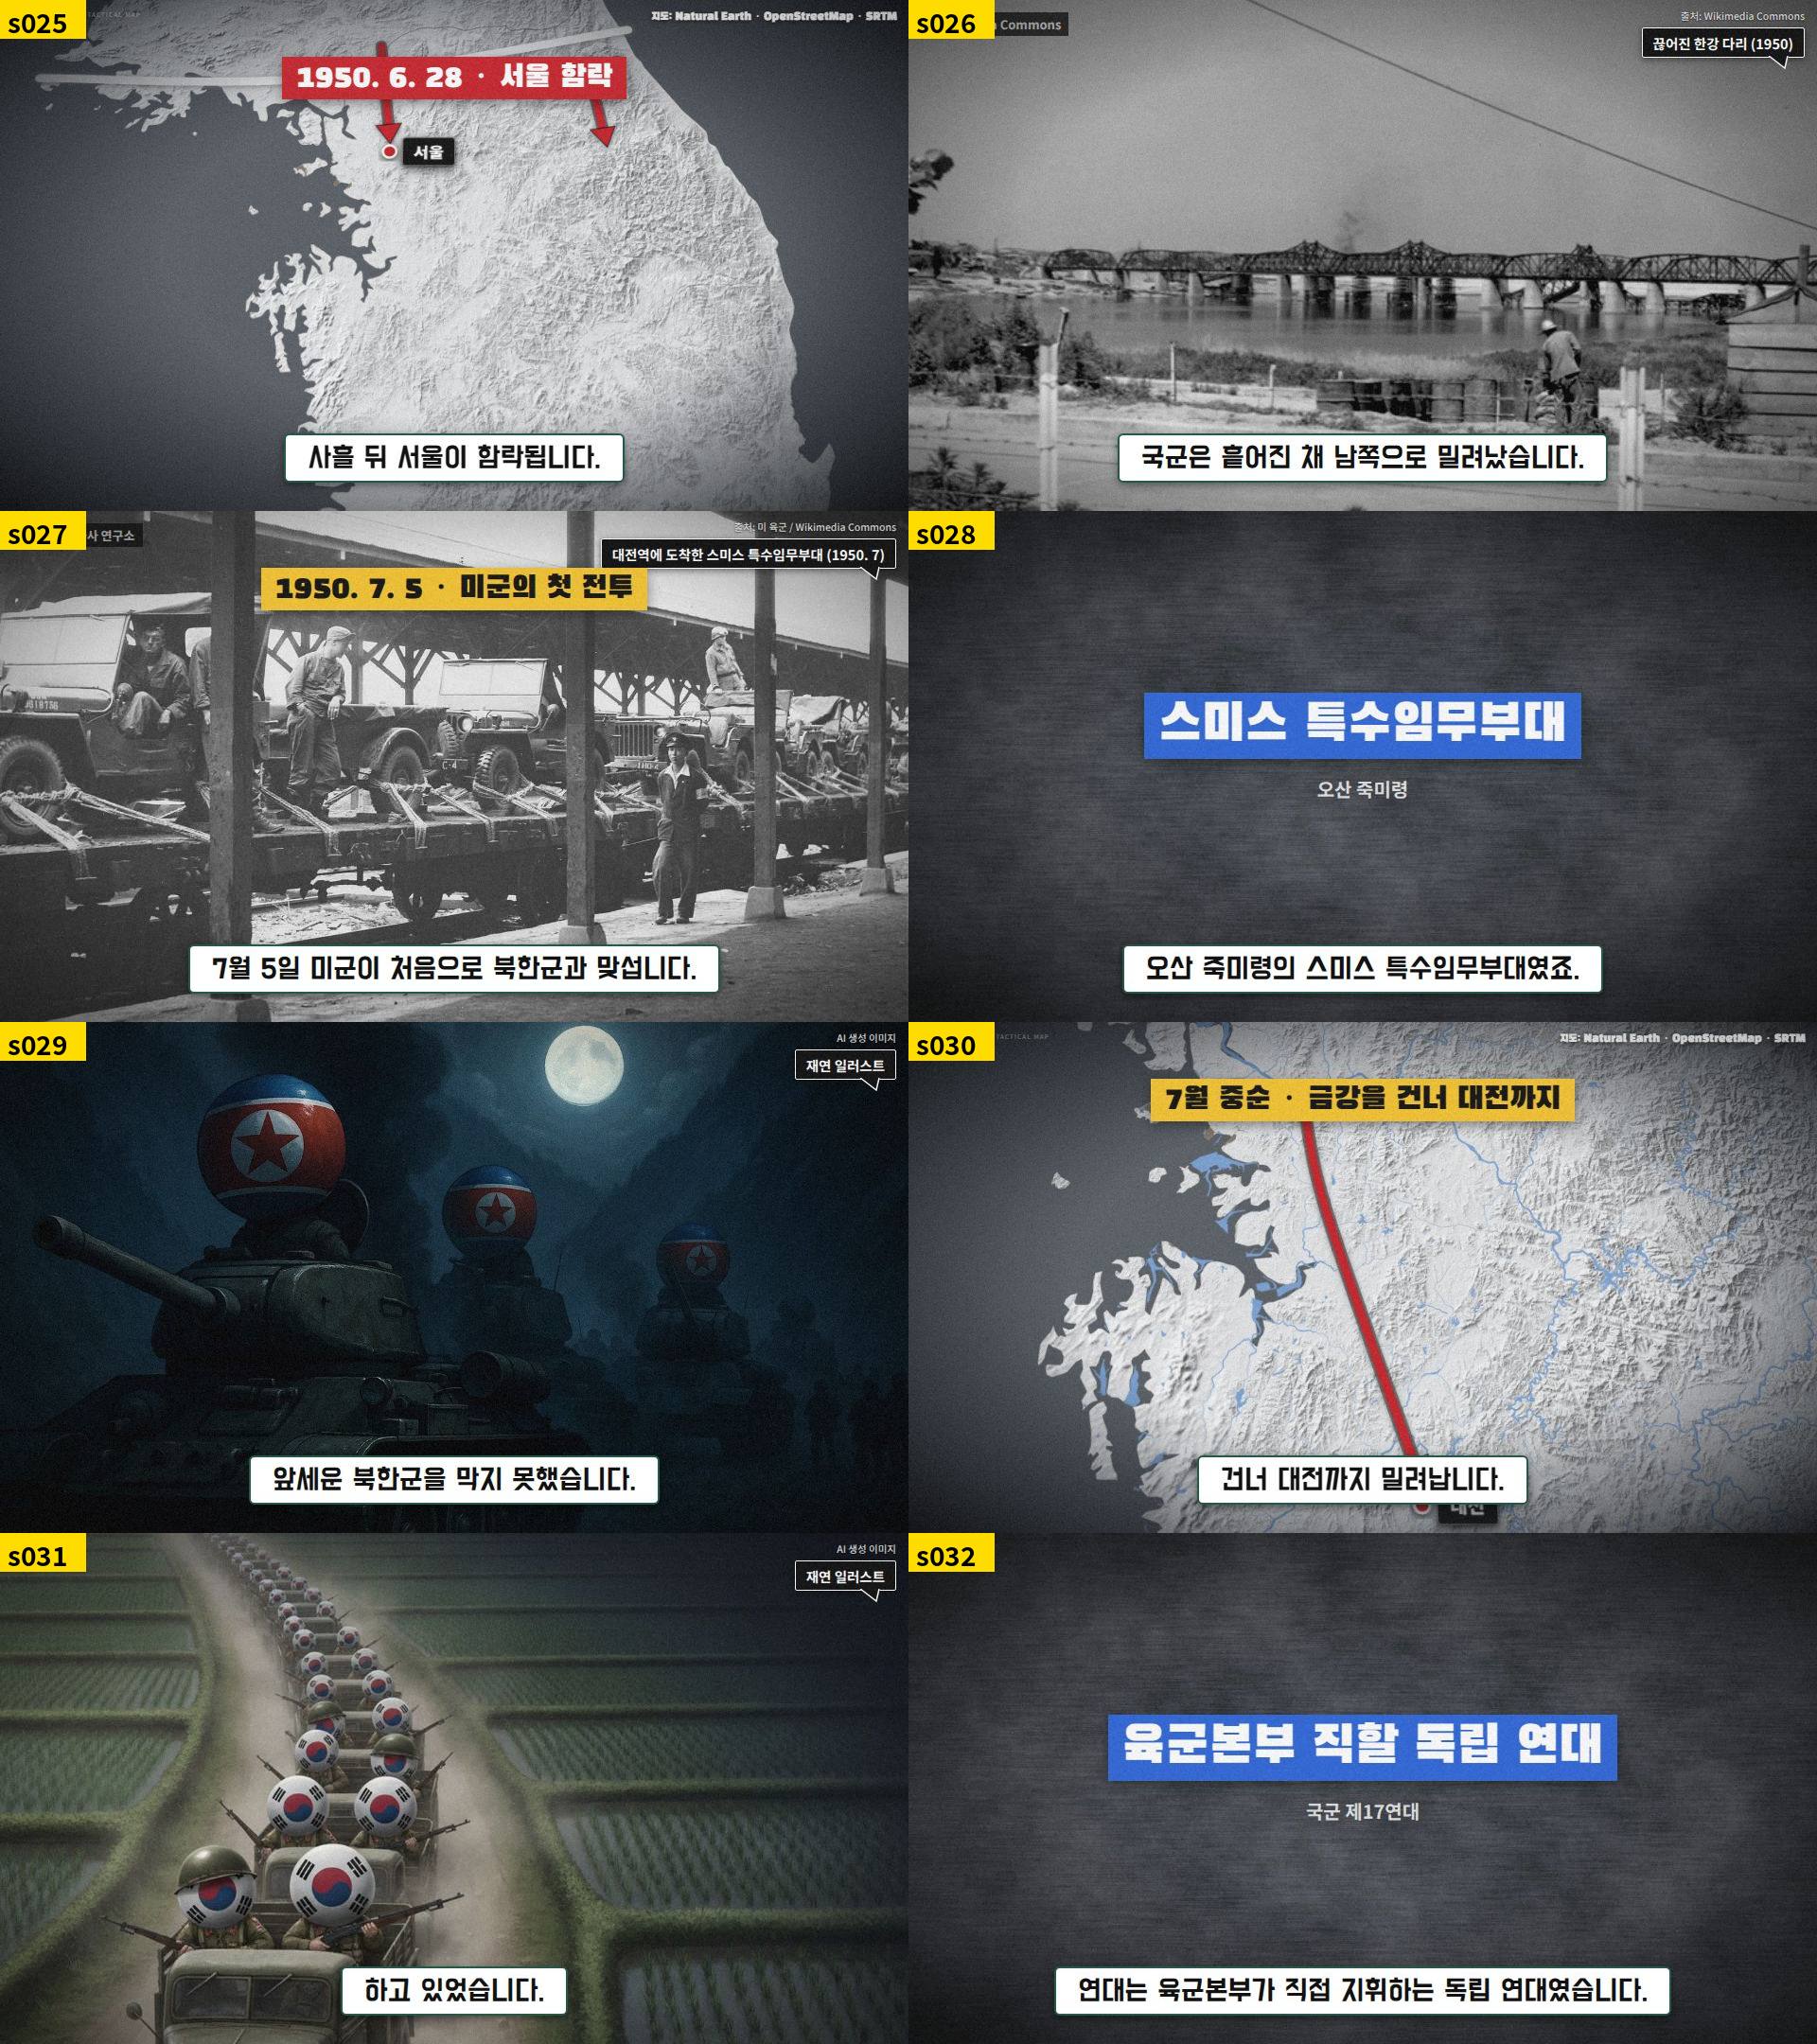 s025
TACTICAL MAP
지도: Natural Earth · OpenStreetMap · SRTM
1950. 6. 28 · 서울 함락
서울
사흘 뒤 서울이 함락됩니다.
s026
Commons
출처: Wikimedia Commons
끊어진 한강 다리 (1950)
국군은 흩어진 채 남쪽으로 밀려났습니다.
s027
사 연구소
출처: 미 육군 / Wikimedia Commons
대전역에 도착한 스미스 특수임무부대 (1950. 7)
1950. 7. 5 · 미군의 첫 전투
7월 5일 미군이 처음으로 북한군과 맞섭니다.
s028
스미스 특수임무부대
오산 죽미령
오산 죽미령의 스미스 특수임무부대였죠.
s029
AI 생성 이미지
재연 일러스트
앞세운 북한군을 막지 못했습니다.
s030
TACTICAL MAP
지도: Natural Earth · OpenStreetMap · SRTM
7월 중순 · 금강을 건너 대전까지
건너 대전까지 밀려납니다.
대전
s031
AI 생성 이미지
재연 일러스트
하고 있었습니다.
s032
육군본부 직할 독립 연대
국군 제17연대
연대는 육군본부가 직접 지휘하는 독립 연대였습니다.